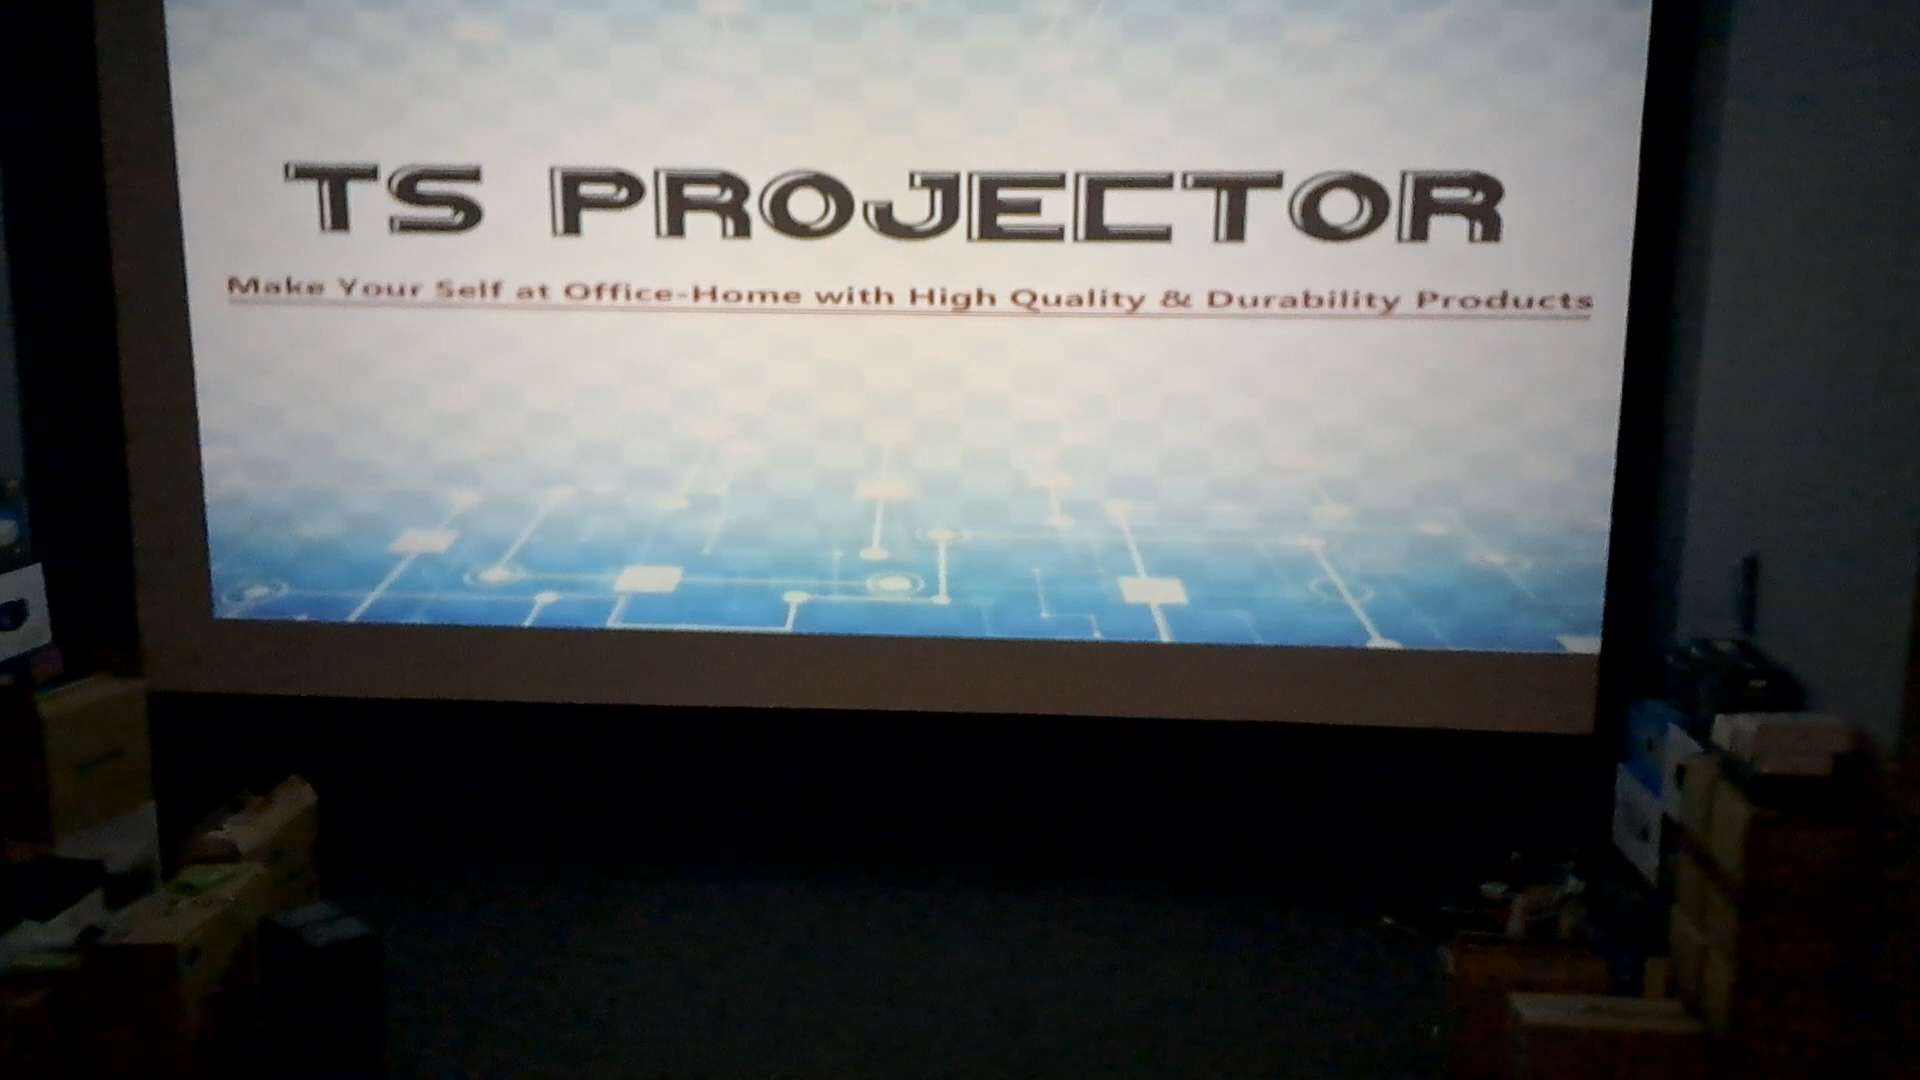 TS PROJECTOR
Make Your Self at Office-Home with High Quality & Durability Products